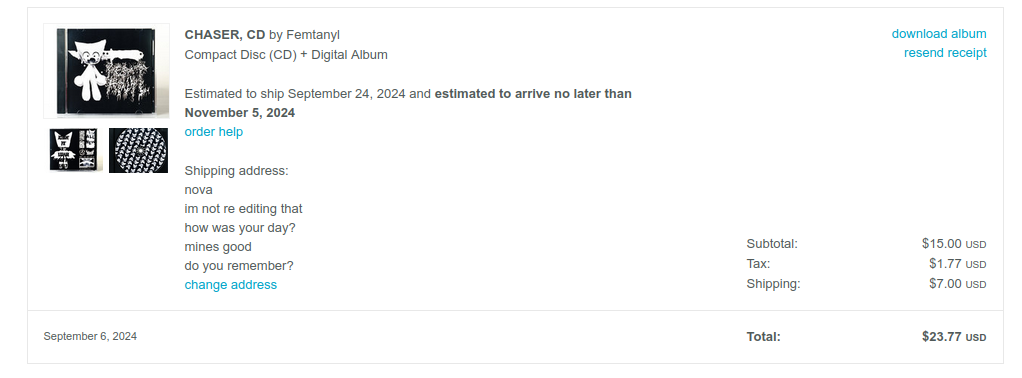 CHASER, CD by Femtanyl
Compact Disc (CD) + Digital Album
Estimated to ship September 24, 2024 and estimated to arrive no later than
November 5, 2024
order help
Shipping address:
nova
im not re editing that
how was your day?
mines good
do you remember?
change address
download album
resend receipt
Subtotal: $15.00 USD
Tax: $1.77 USD
Shipping: $7.00 USD
September 6, 2024
Total: $23.77 USD